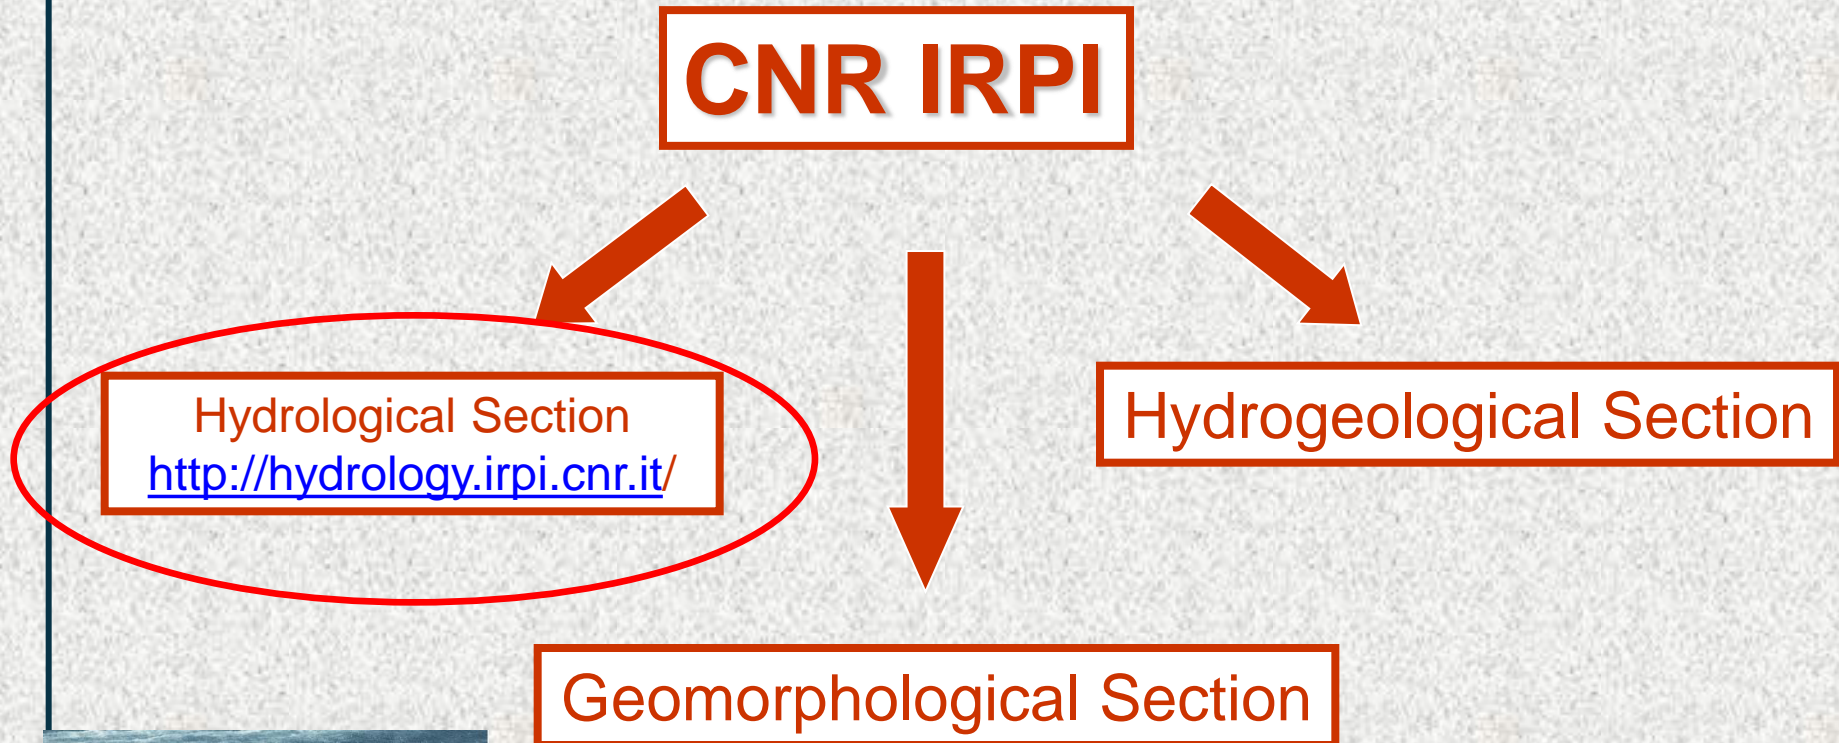 CNR IRPI
Hydrological Section
http://hydrology.irpi.cnr.it/
Hydrogeological Section
Geomorphological Section